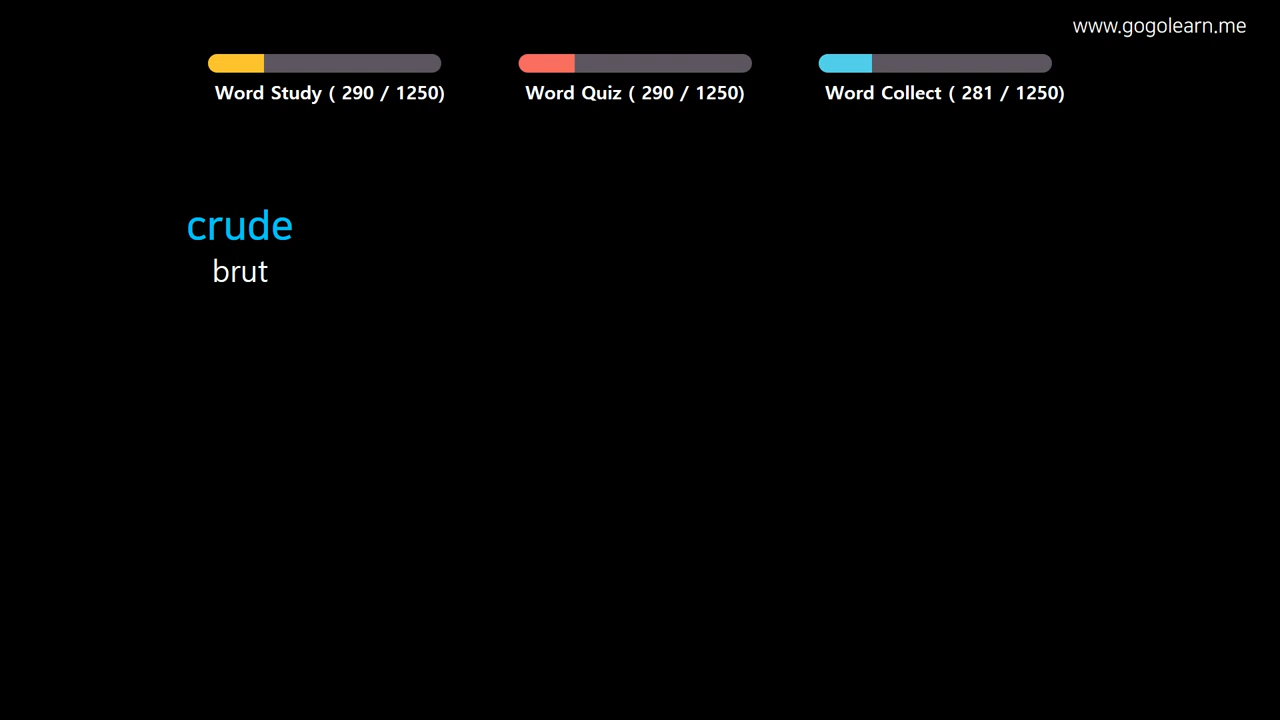 www.gogolearn.me
Word Study ( 290 / 1250)
Word Quiz ( 290 / 1250)
Word Collect ( 281 / 1250)
crude
brut